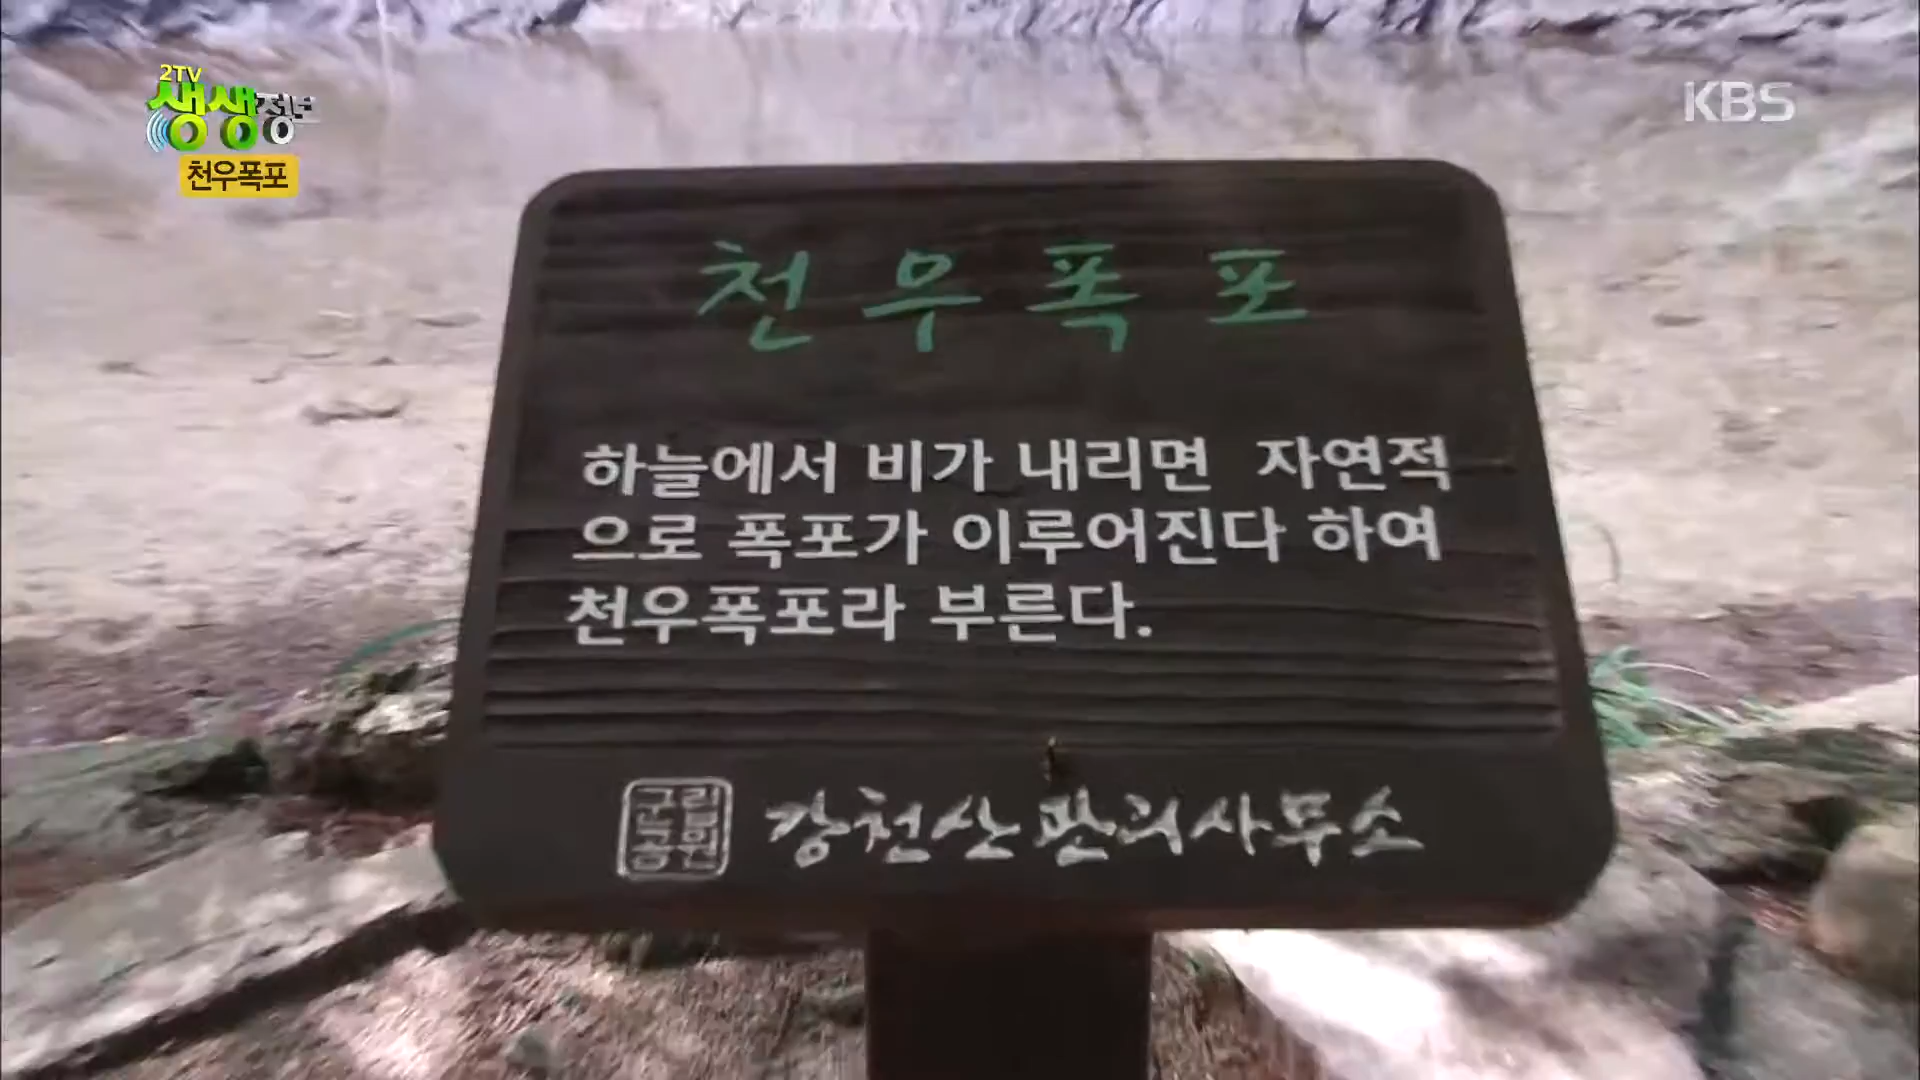 2TV
생생정보
천우폭포
KBS
천우폭포
하늘에서 비가 내리면 자연적
으로 폭포가 이루어진다 하여
천우폭포라 부른다.
군립
공원
강천산관리사무소